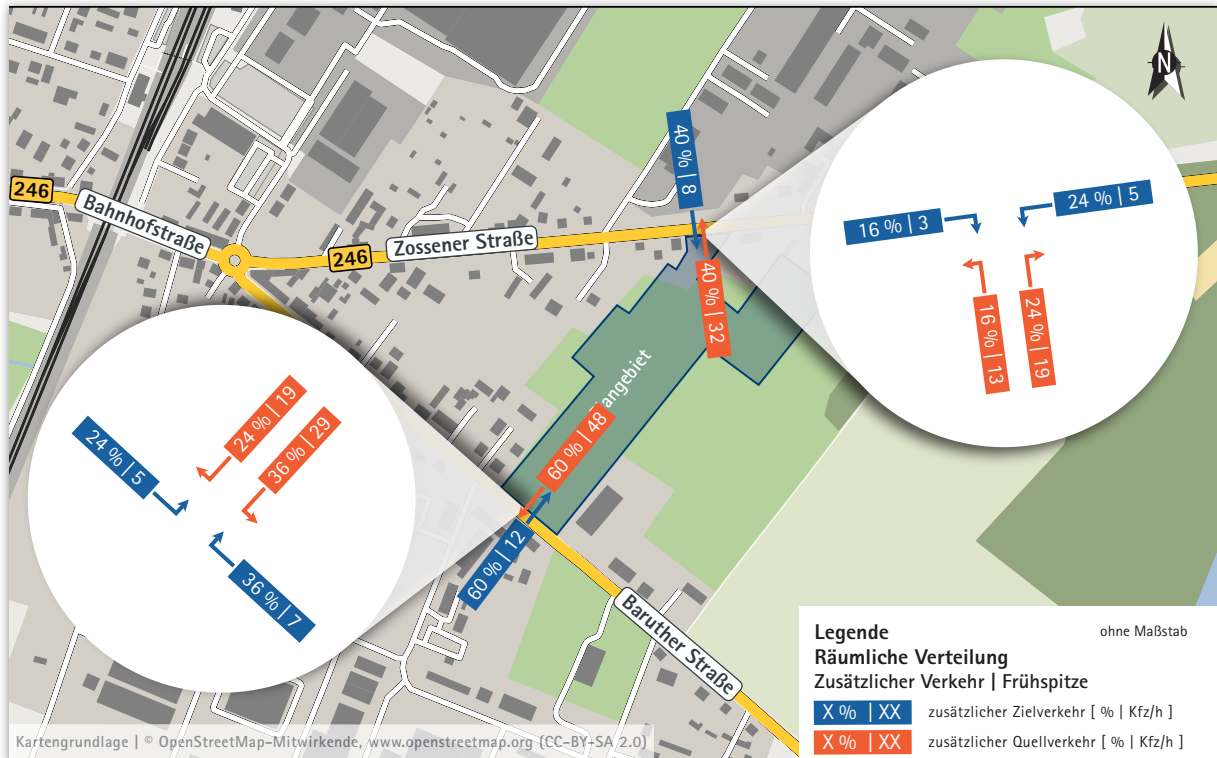 N
246
Bahnhofstraße
246
Zossener Straße
40 % | 8
40 % | 32
16 % | 3
24 % | 5
16 % | 13
24 % | 19
angebiet
60 % | 48
60 % | 12
24 % | 19
36 % | 29
24 % | 5
36 % | 7
Baruther Straße
Legende
ohne Maßstab
Räumliche Verteilung
Zusätzlicher Verkehr | Frühspitze
X % | XX zusätzlicher Zielverkehr [ % | Kfz/h ]
X % | XX zusätzlicher Quellverkehr [ % | Kfz/h ]
Kartengrundlage | © OpenStreetMap-Mitwirkende, www.openstreetmap.org (CC-BY-SA 2.0)